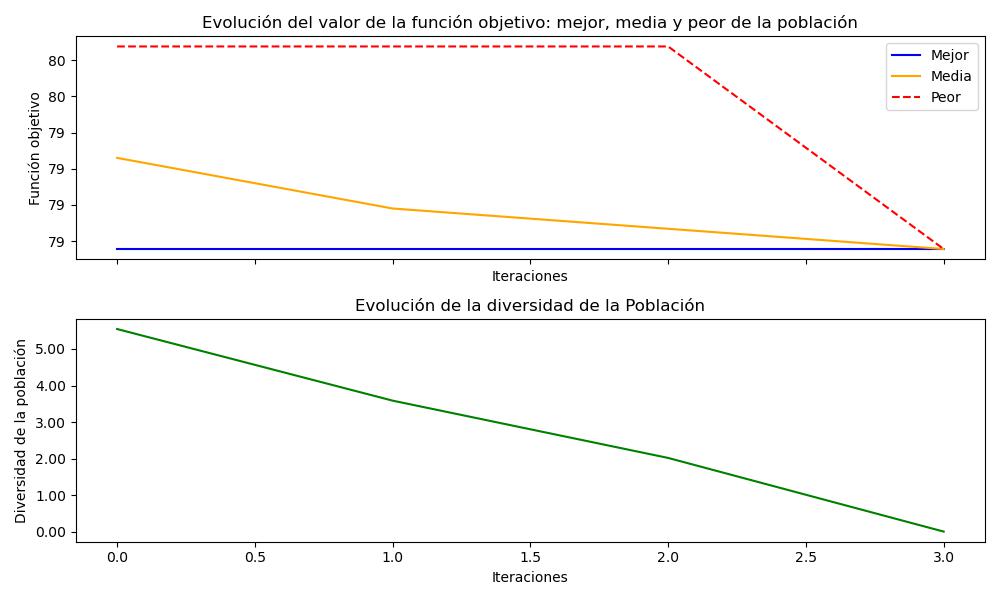 Evolución del valor de la función objetivo: mejor, media y peor de la población
Función objetivo
80
80
79
79
79
79
Mejor
Media
Peor
Iteraciones
Evolución de la diversidad de la Población
Diversidad de la población
5.00
4.00
3.00
2.00
1.00
0.00
0.0 0.5 1.0 1.5 2.0 2.5 3.0
Iteraciones